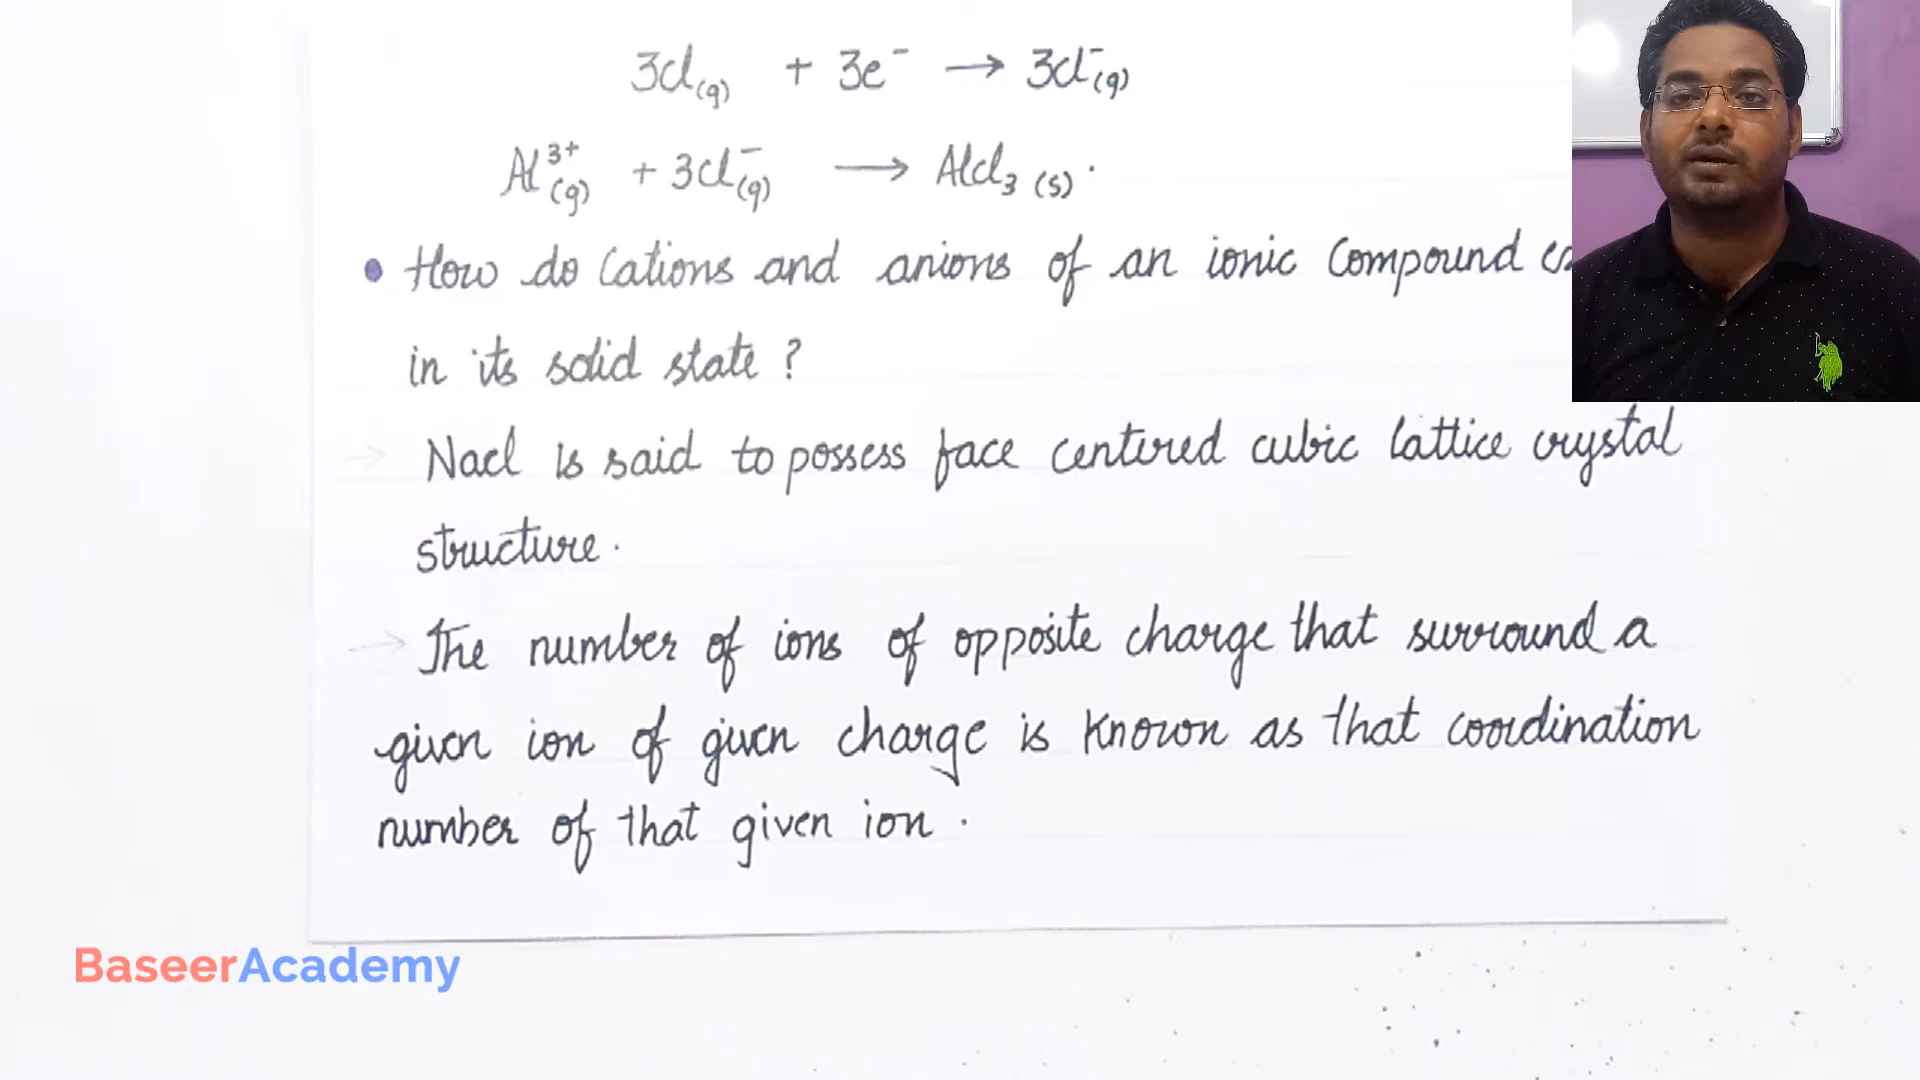 3Cl(g) + 3e⁻ → 3Cl⁻(g)
Al³⁺(g) + 3Cl⁻(g) → AlCl₃ (s).
• How do Cations and anions of an ionic Compound
in its solid state ?
→ Nacl is said to possess face centered cubic lattice crystal
structure.
→ The number of ions of opposite charge that surround a
given ion of given charge is known as that coordination
number of that given ion.
BaseerAcademy